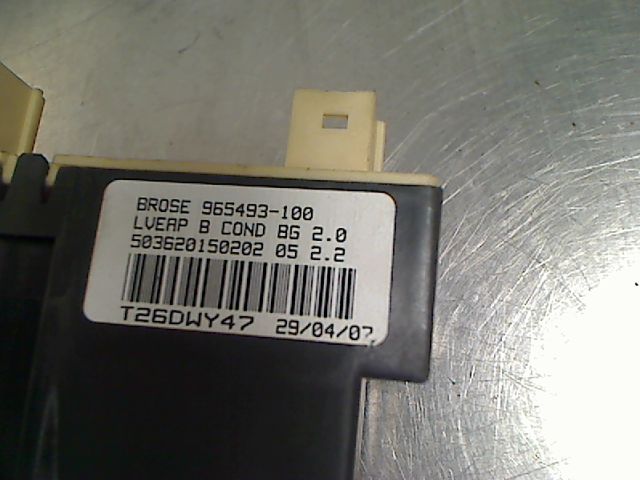 BROSE 965493-100
LVEAP B COND BG 2.0
503620150202 05 2.2
T26DWY47 29/04/07